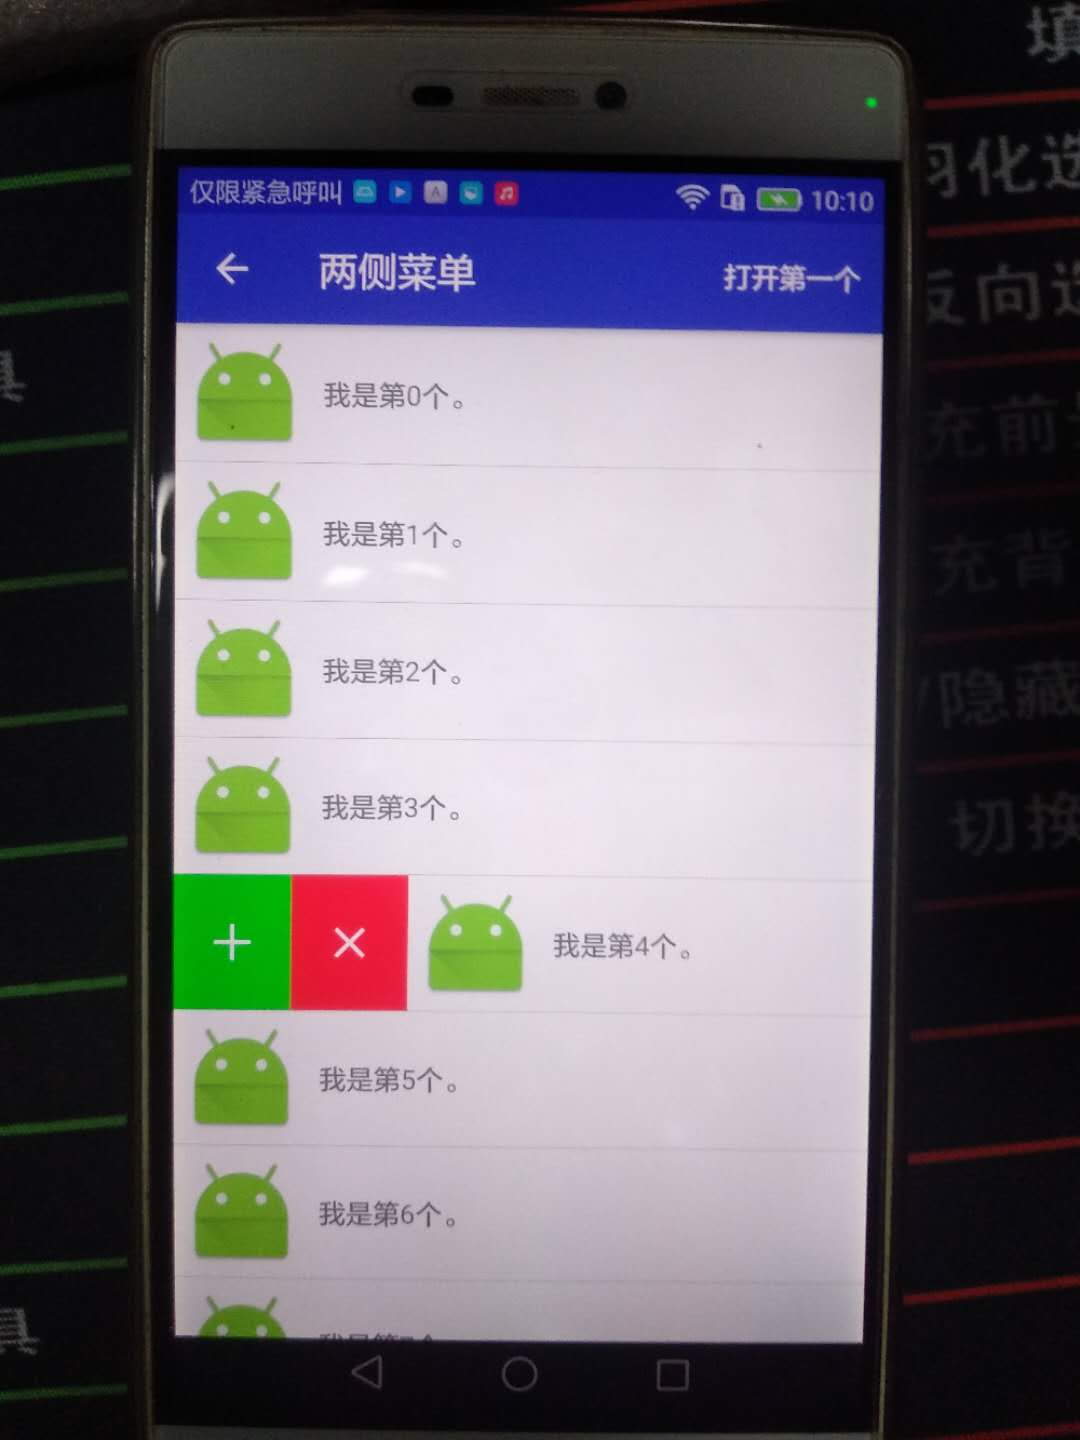 仅限紧急呼叫
10:10
两侧菜单
打开第一个
我是第0个。
我是第1个。
我是第2个。
我是第3个。
我是第4个。
我是第5个。
我是第6个。
填
羽化选
反向选
充前
充背
/隐藏
切换
具
具